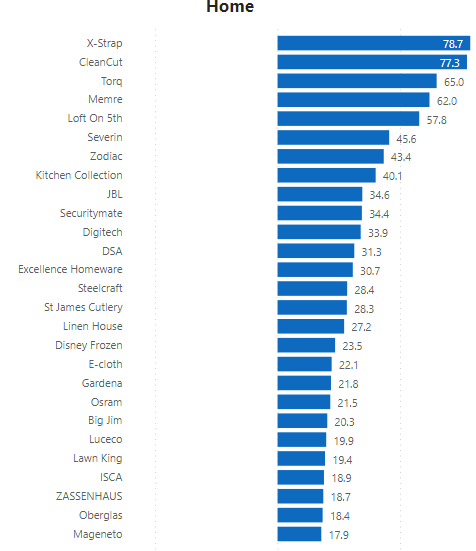 Home
X-Strap 78.7
CleanCut 77.3
Torq 65.0
Memre 62.0
Loft On 5th 57.8
Severin 45.6
Zodiac 43.4
Kitchen Collection 40.1
JBL 34.6
Securitymate 34.4
Digitech 33.9
DSA 31.3
Excellence Homeware 30.7
Steelcraft 28.4
St James Cutlery 28.3
Linen House 27.2
Disney Frozen 23.5
E-cloth 22.1
Gardena 21.8
Osram 21.5
Big Jim 20.3
Luceco 19.9
Lawn King 19.4
ISCA 18.9
ZASSENHAUS 18.7
Oberglas 18.4
Mageneto 17.9